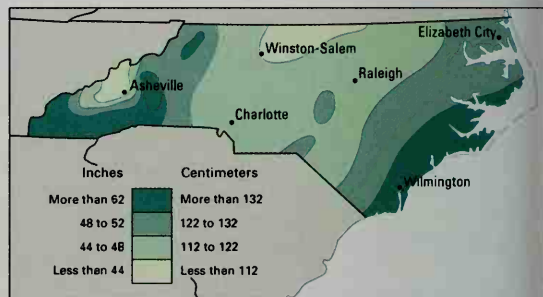 Elizabeth City
Winston-Salem
Raleigh
Asheville
Charlotte
Wilmington
Inches Centimeters
More than 62 More than 132
48 to 52 122 to 132
44 to 48 112 to 122
Less than 44 Less than 112